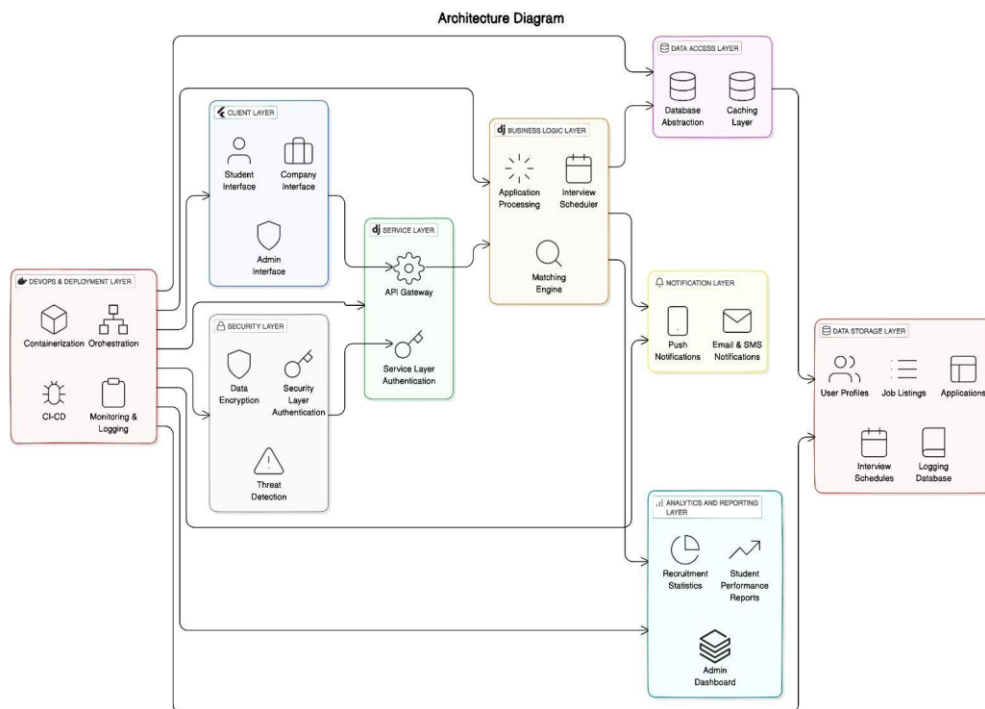 Architecture Diagram
DATA ACCESS LAYER
Database
Abstraction
Caching
Layer
CLIENT LAYER
Student
Interface
Company
Interface
Admin
Interface
dj BUSINESS LOGIC LAYER
Application
Processing
Interview
Scheduler
Matching
Engine
dj SERVICE LAYER
API Gateway
Service Layer
Authentication
DEVOPS & DEPLOYMENT LAYER
Containerization
Orchestration
CI-CD
Monitoring &
Logging
SECURITY LAYER
Data
Encryption
Security
Layer
Authentication
Threat
Detection
NOTIFICATION LAYER
Push
Notifications
Email & SMS
Notifications
DATA STORAGE LAYER
User Profiles
Job Listings
Applications
Interview
Schedules
Logging
Database
ANALYTICS AND REPORTING
LAYER
Recruitment
Statistics
Student
Performance
Reports
Admin
Dashboard